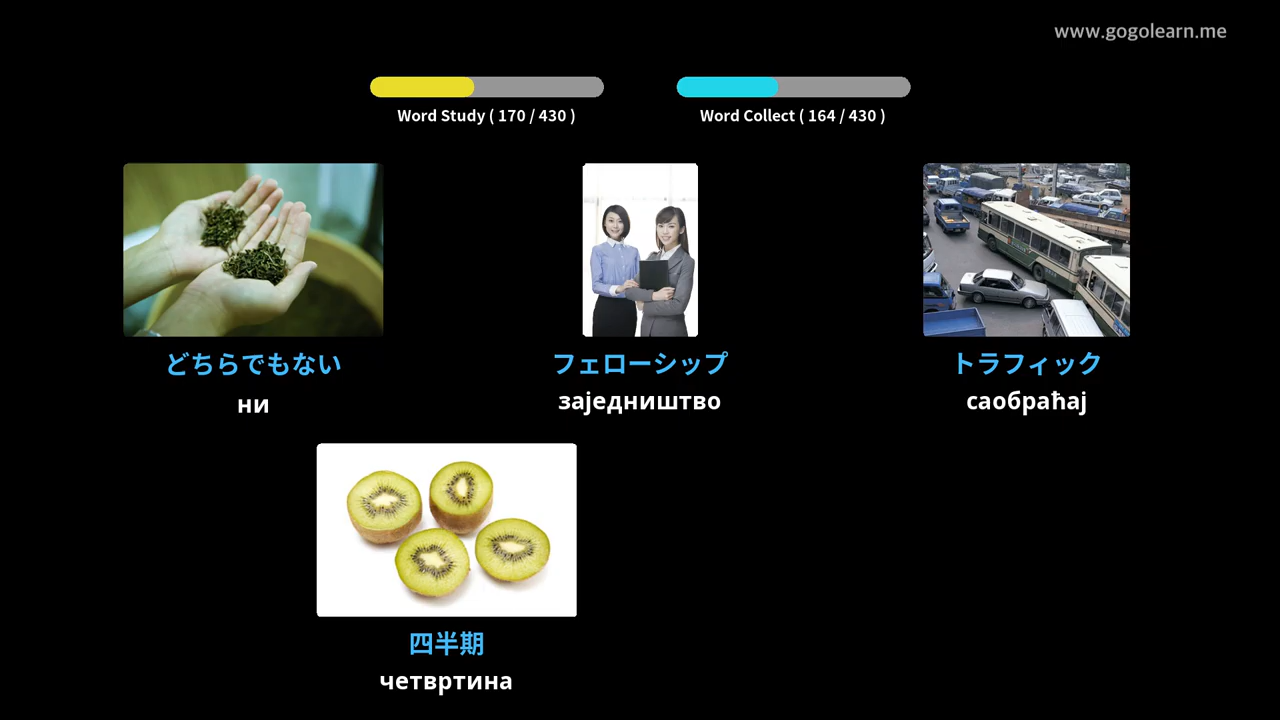 www.gogolearn.me
Word Study ( 170 / 430 )
Word Collect ( 164 / 430 )
どちらでもない
ни
フェローシップ
заједништво
トラフィック
саобраћај
四半期
четвртина